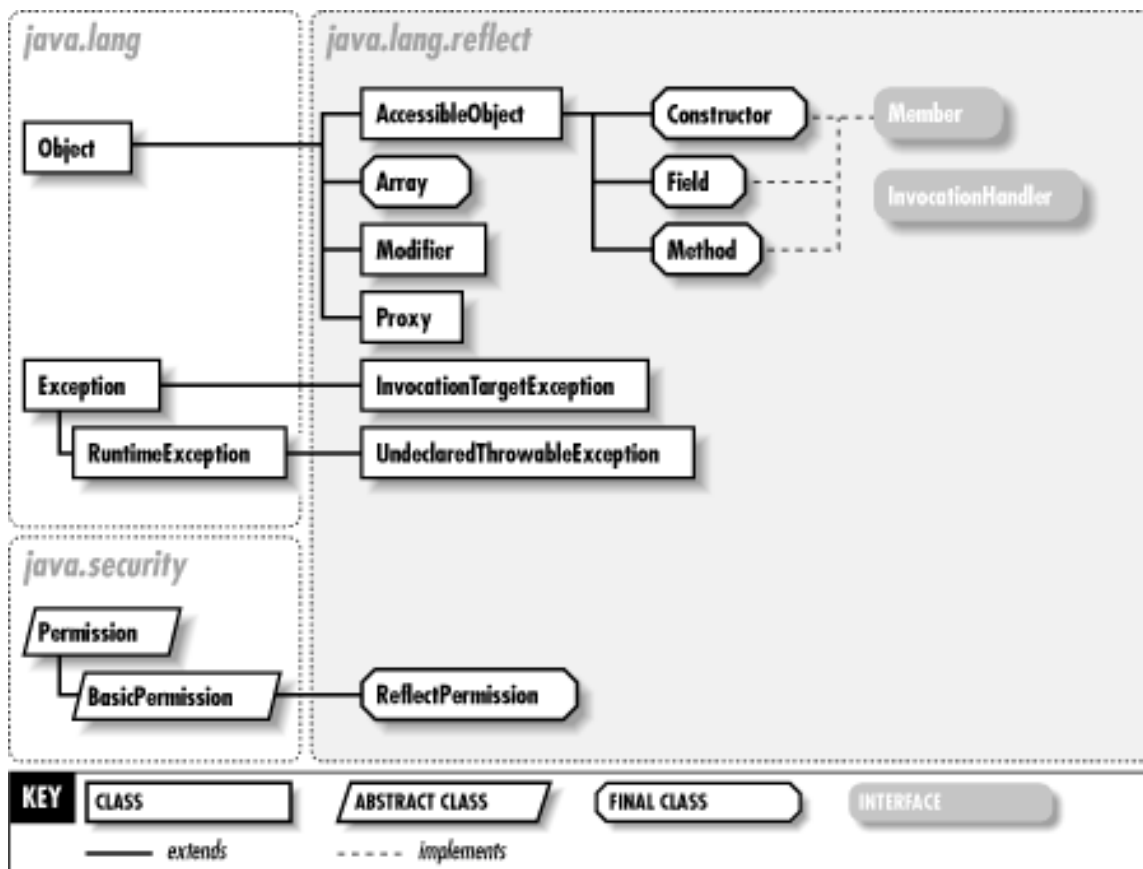 java.lang
java.lang.reflect
AccessibleObject
Constructor
Member
Object
Array
Field
InvocationHandler
Modifier
Method
Proxy
Exception
InvocationTargetException
RuntimeException
UndeclaredThrowableException
java.security
Permission
BasicPermission
ReflectPermission
KEY
CLASS
ABSTRACT CLASS
FINAL CLASS
INTERFACE
extends
implements